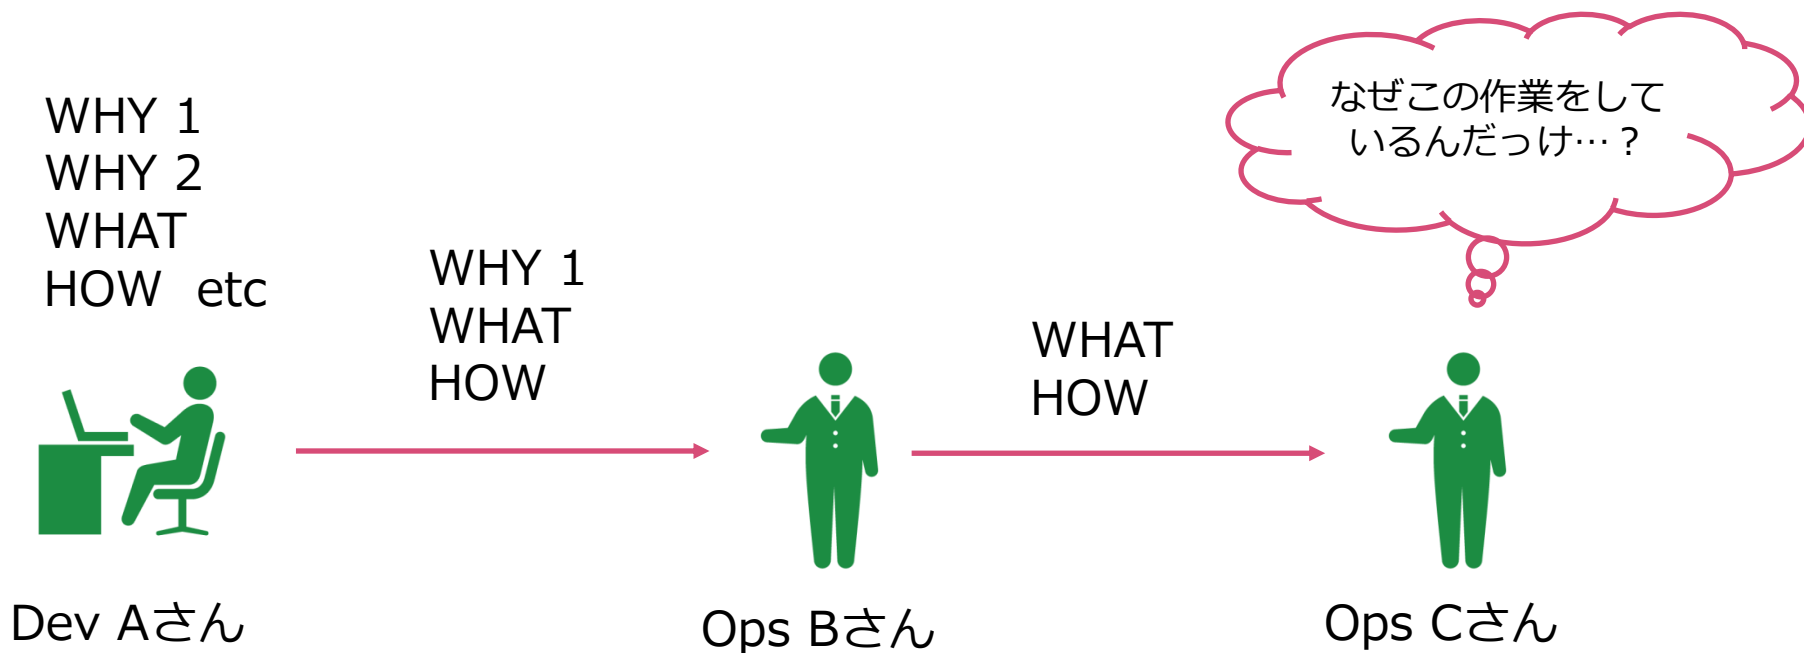 WHY 1
WHY 2
WHAT
HOW  etc
WHY 1
WHAT
HOW
WHAT
HOW
なぜこの作業をして
いるんだっけ…？
Dev Aさん
Ops Bさん
Ops Cさん